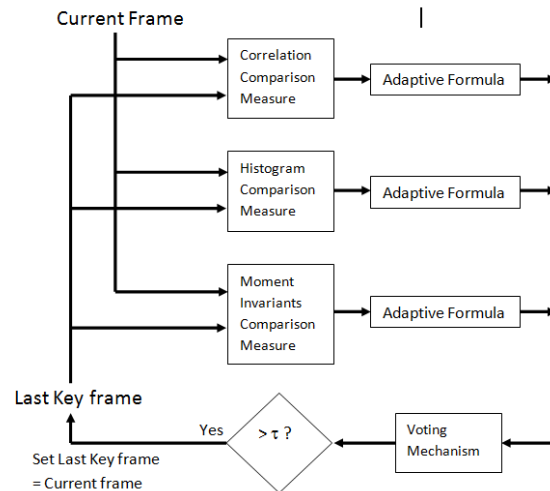 Current Frame
Correlation
Comparison
Measure
Adaptive Formula
Histogram
Comparison
Measure
Adaptive Formula
Moment
Invariants
Comparison
Measure
Adaptive Formula
Last Key frame
Yes
> τ ?
Voting
Mechanism
Set Last Key frame
= Current frame